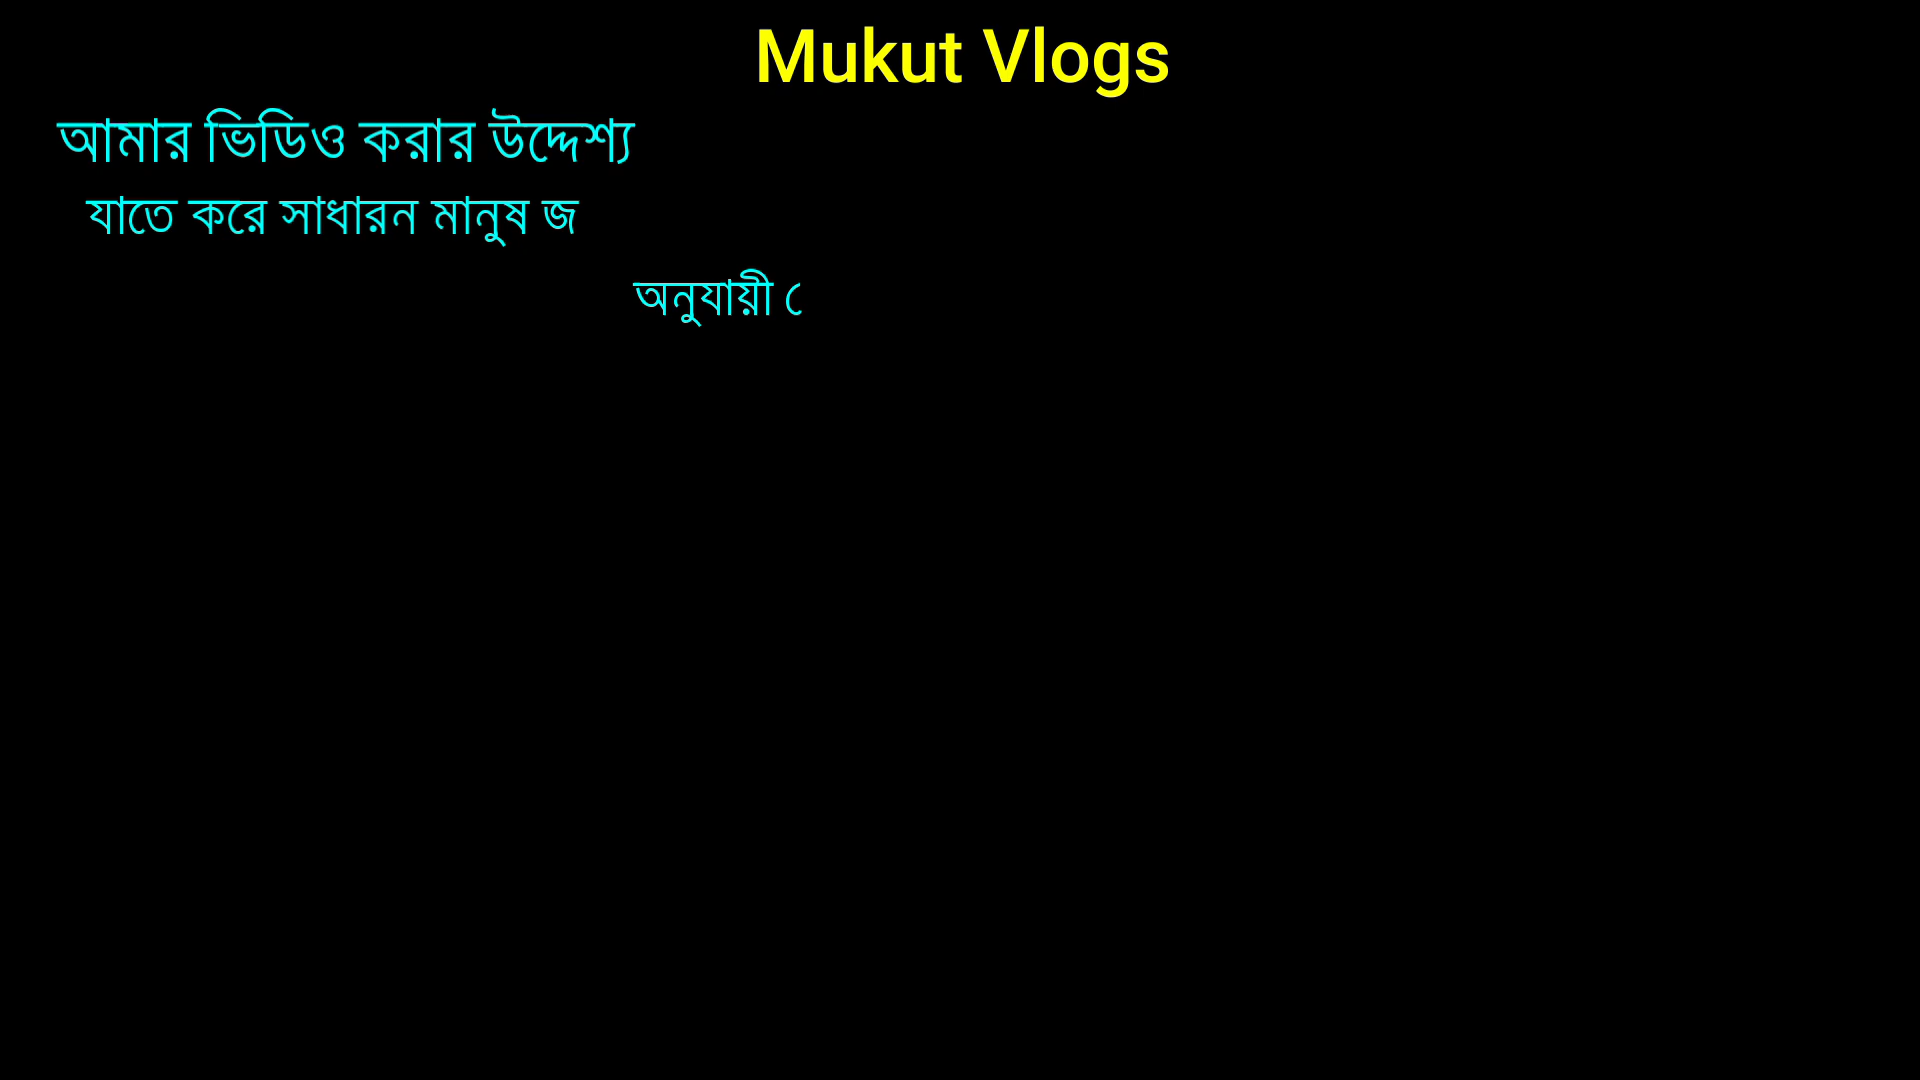 Mukut Vlogs
আমার ভিডিও করার উদ্দেশ্য
যাতে করে সাধারন মানুষ জ
অনুযায়ী ে